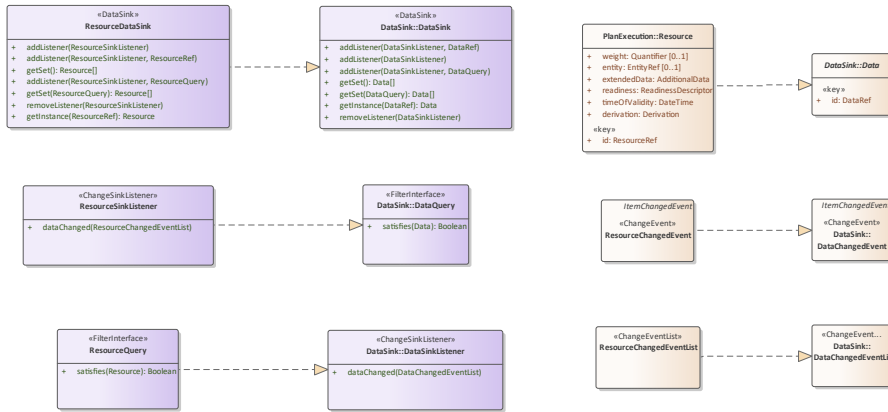 «DataSink»
ResourceDataSink
+ addListener(ResourceSinkListener)
+ addListener(ResourceSinkListener, ResourceRef)
+ getSet(): Resource[]
+ addListener(ResourceSinkListener, ResourceQuery)
+ getSet(ResourceQuery): Resource[]
+ removeListener(ResourceSinkListener)
+ getInstance(ResourceRef): Resource
«DataSink»
DataSink::DataSink
+ addListener(DataSinkListener, DataRef)
+ addListener(DataSinkListener)
+ addListener(DataSinkListener, DataQuery)
+ getSet(): Data[]
+ getSet(DataQuery): Data[]
+ getInstance(DataRef): Data
+ removeListener(DataSinkListener)
PlanExecution::Resource
+ weight: Quantifier [0..1]
+ entity: EntityRef [0..1]
+ extendedData: AdditionalData
+ readiness: ReadinessDescriptor
+ timeOfValidity: DateTime
+ derivation: Derivation
«key»
+ id: ResourceRef
DataSink::Data
«key»
+ id: DataRef
«ChangeSinkListener»
ResourceSinkListener
+ dataChanged(ResourceChangedEventList)
«FilterInterface»
DataSink::DataQuery
+ satisfies(Data): Boolean
ItemChangedEvent
«ChangeEvent»
ResourceChangedEvent
ItemChangedEven
«ChangeEvent»
DataSink::
DataChangedEvent
«FilterInterface»
ResourceQuery
+ satisfies(Resource): Boolean
«ChangeSinkListener»
DataSink::DataSinkListener
+ dataChanged(DataChangedEventList)
«ChangeEventList»
ResourceChangedEventList
«ChangeEvent...
DataSink::
DataChangedEventLis